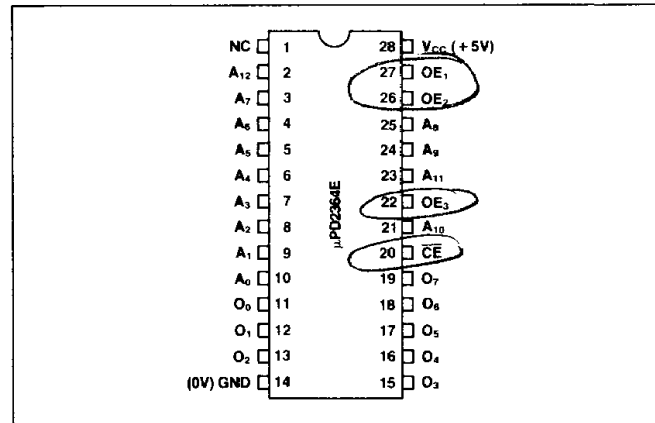 NC 1 28 V_CC (+5V)
A₁₂ 2 27 OE₁
A₇ 3 26 OE₂
A₆ 4 25 A₈
A₅ 5 24 A₉
A₄ 6 23 A₁₁
A₃ 7 22 OE₃
A₂ 8 21 A₁₀
A₁ 9 20 C̅E̅
A₀ 10 19 O₇
O₀ 11 18 O₆
O₁ 12 17 O₅
O₂ 13 16 O₄
(0V) GND 14 15 O₃
µPD2364E